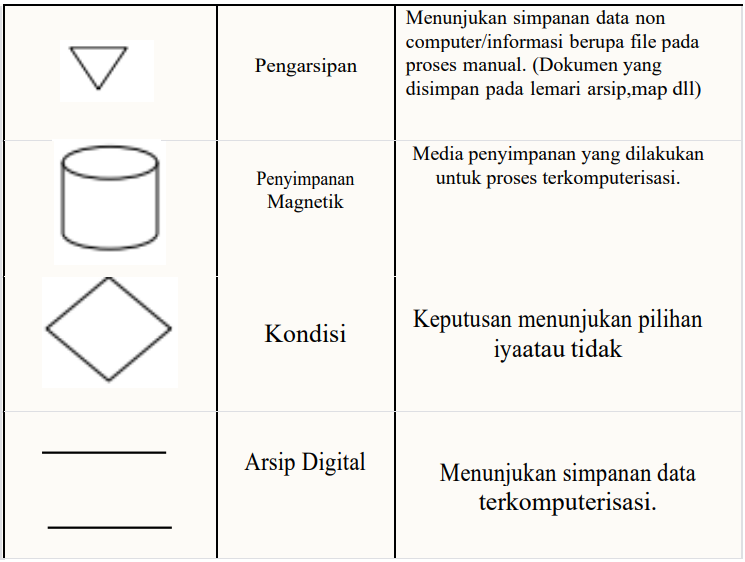 Menunjukan simpanan data non
computer/informasi berupa file pada
proses manual. (Dokumen yang
disimpan pada lemari arsip,map dll)
Pengarsipan
Media penyimpanan yang dilakukan
untuk proses terkomputerisasi.
Penyimpanan
Magnetik
Kondisi
Keputusan menunjukan pilihan
iyaatau tidak
Arsip Digital
Menunjukan simpanan data
terkomputerisasi.